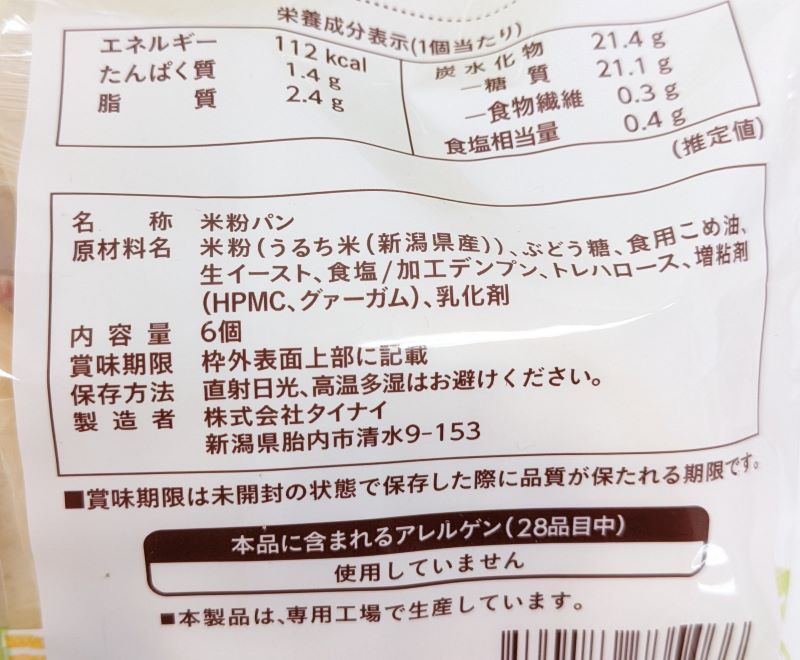 栄養成分表示(1個当たり)
エネルギー 112 kcal
たんぱく質 1.4 g
脂質 2.4 g
炭水化物 21.4 g
―糖質 21.1 g
―食物繊維 0.3 g
食塩相当量 0.4 g
(推定値)
名称 米粉パン
原材料名 米粉(うるち米(新潟県産))、ぶどう糖、食用こめ油、
生イースト、食塩/加工デンプン、トレハロース、増粘剤
(HPMC、グァーガム)、乳化剤
内容量 6個
賞味期限 枠外表面上部に記載
保存方法 直射日光、高温多湿はお避けください。
製造者 株式会社タイナイ
新潟県胎内市清水9-153
■賞味期限は未開封の状態で保存した際に品質が保たれる期限です。
本品に含まれるアレルゲン(28品目中)
使用していません
■本製品は、専用工場で生産しています。